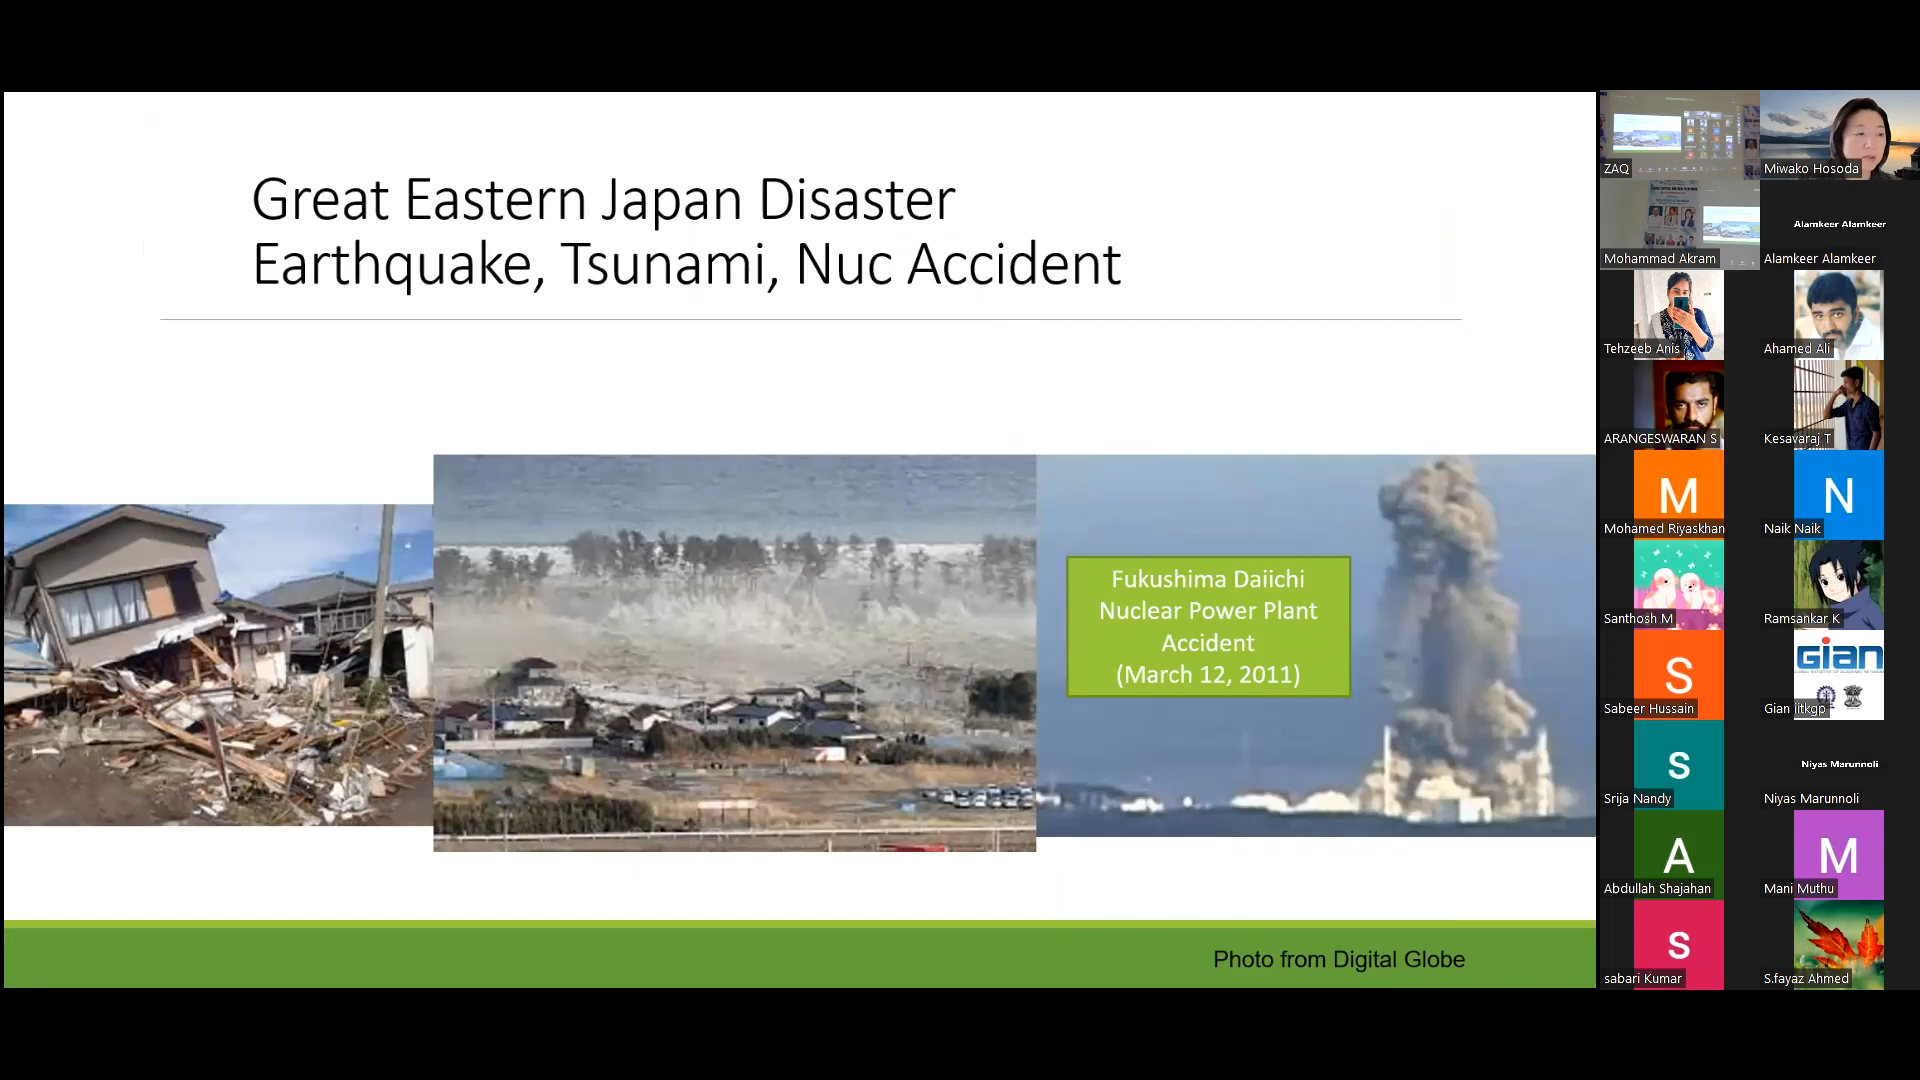 Great Eastern Japan Disaster
Earthquake, Tsunami, Nuc Accident
Fukushima Daiichi
Nuclear Power Plant
Accident
(March 12, 2011)
Photo from Digital Globe
ZAQ
Miwako Hosoda
Mohammad Akram
Alamkeer Alamkeer
Alamkeer Alamkeer
Tehzeeb Anis
Ahamed Ali
ARANGESWARAN S
Kesavaraj T
M
Mohamed Riyaskhan
N
Naik Naik
Santhosh M
Ramsankar K
S
Sabeer Hussain
Gian
Gian iitkgp
s
Srija Nandy
Niyas Marunnoli
Niyas Marunnoli
A
Abdullah Shajahan
M
Mani Muthu
s
sabari Kumar
S.fayaz Ahmed